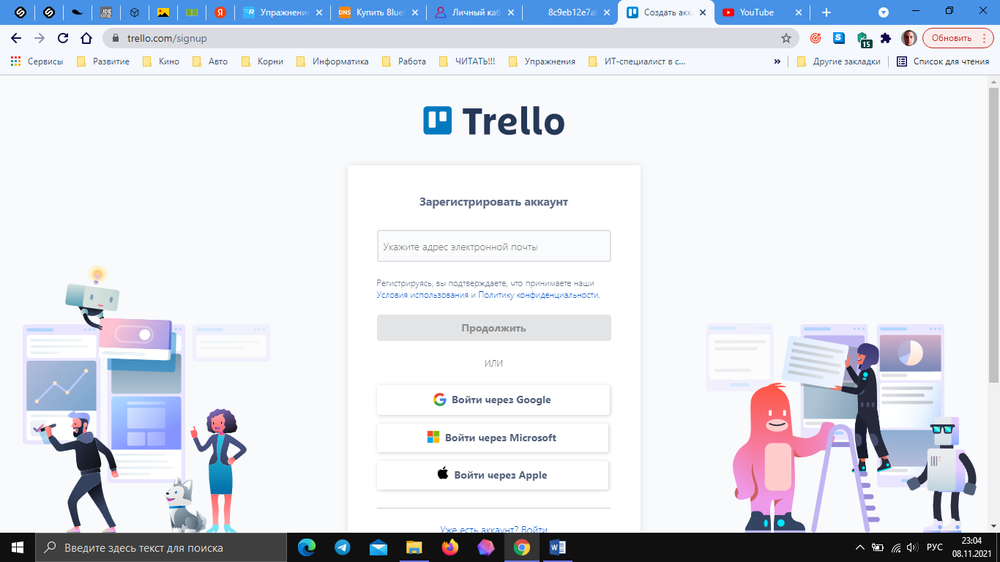 Упражнение
DNS
Купить Blue
Личный каб
8c9eb12e7a
Создать акк
YouTube
trello.com/signup
15
Обновить
Сервисы
Развитие
Кино
Авто
Корни
Информатика
Работа
ЧИТАТЬ!!!
Упражнения
ИТ-специалист в с...
»
Другие закладки
Список для чтения
Trello
Зарегистрировать аккаунт
Укажите адрес электронной почты
Регистрируясь, вы подтверждаете, что принимаете наши
Условия использования и Политику конфиденциальности.
Продолжить
ИЛИ
Войти через Google
Войти через Microsoft
Войти через Apple
Уже есть аккаунт? Войти
Введите здесь текст для поиска
РУС
23:04
08.11.2021